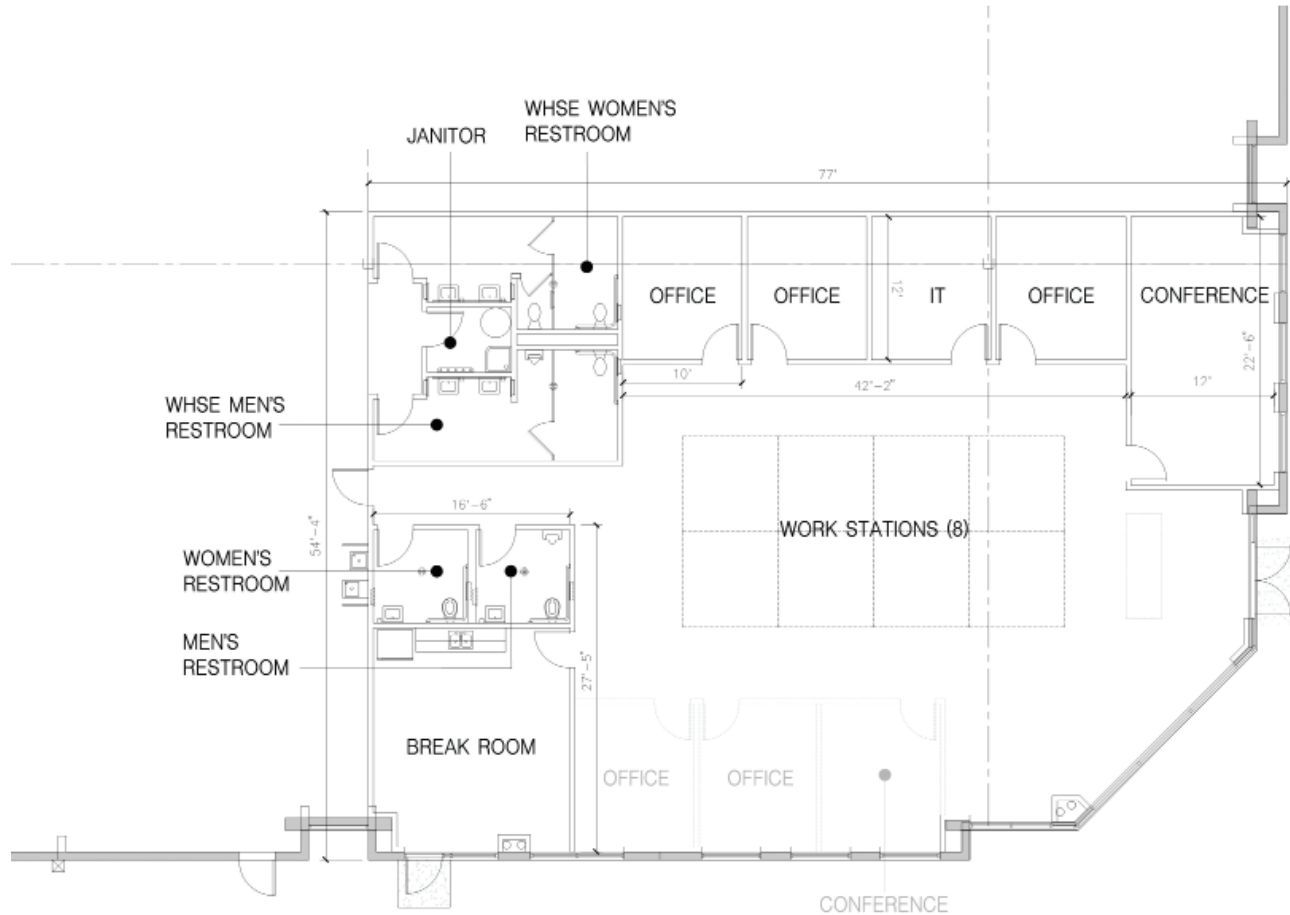 WHSE WOMEN'S
RESTROOM
JANITOR
77'
OFFICE
OFFICE
12'
IT
OFFICE
CONFERENCE
22'-6"
10'
42'-2"
12'
WHSE MEN'S
RESTROOM
16'-6"
54'-4"
WORK STATIONS (8)
WOMEN'S
RESTROOM
MEN'S
RESTROOM
27'-5"
BREAK ROOM
OFFICE
OFFICE
CONFERENCE